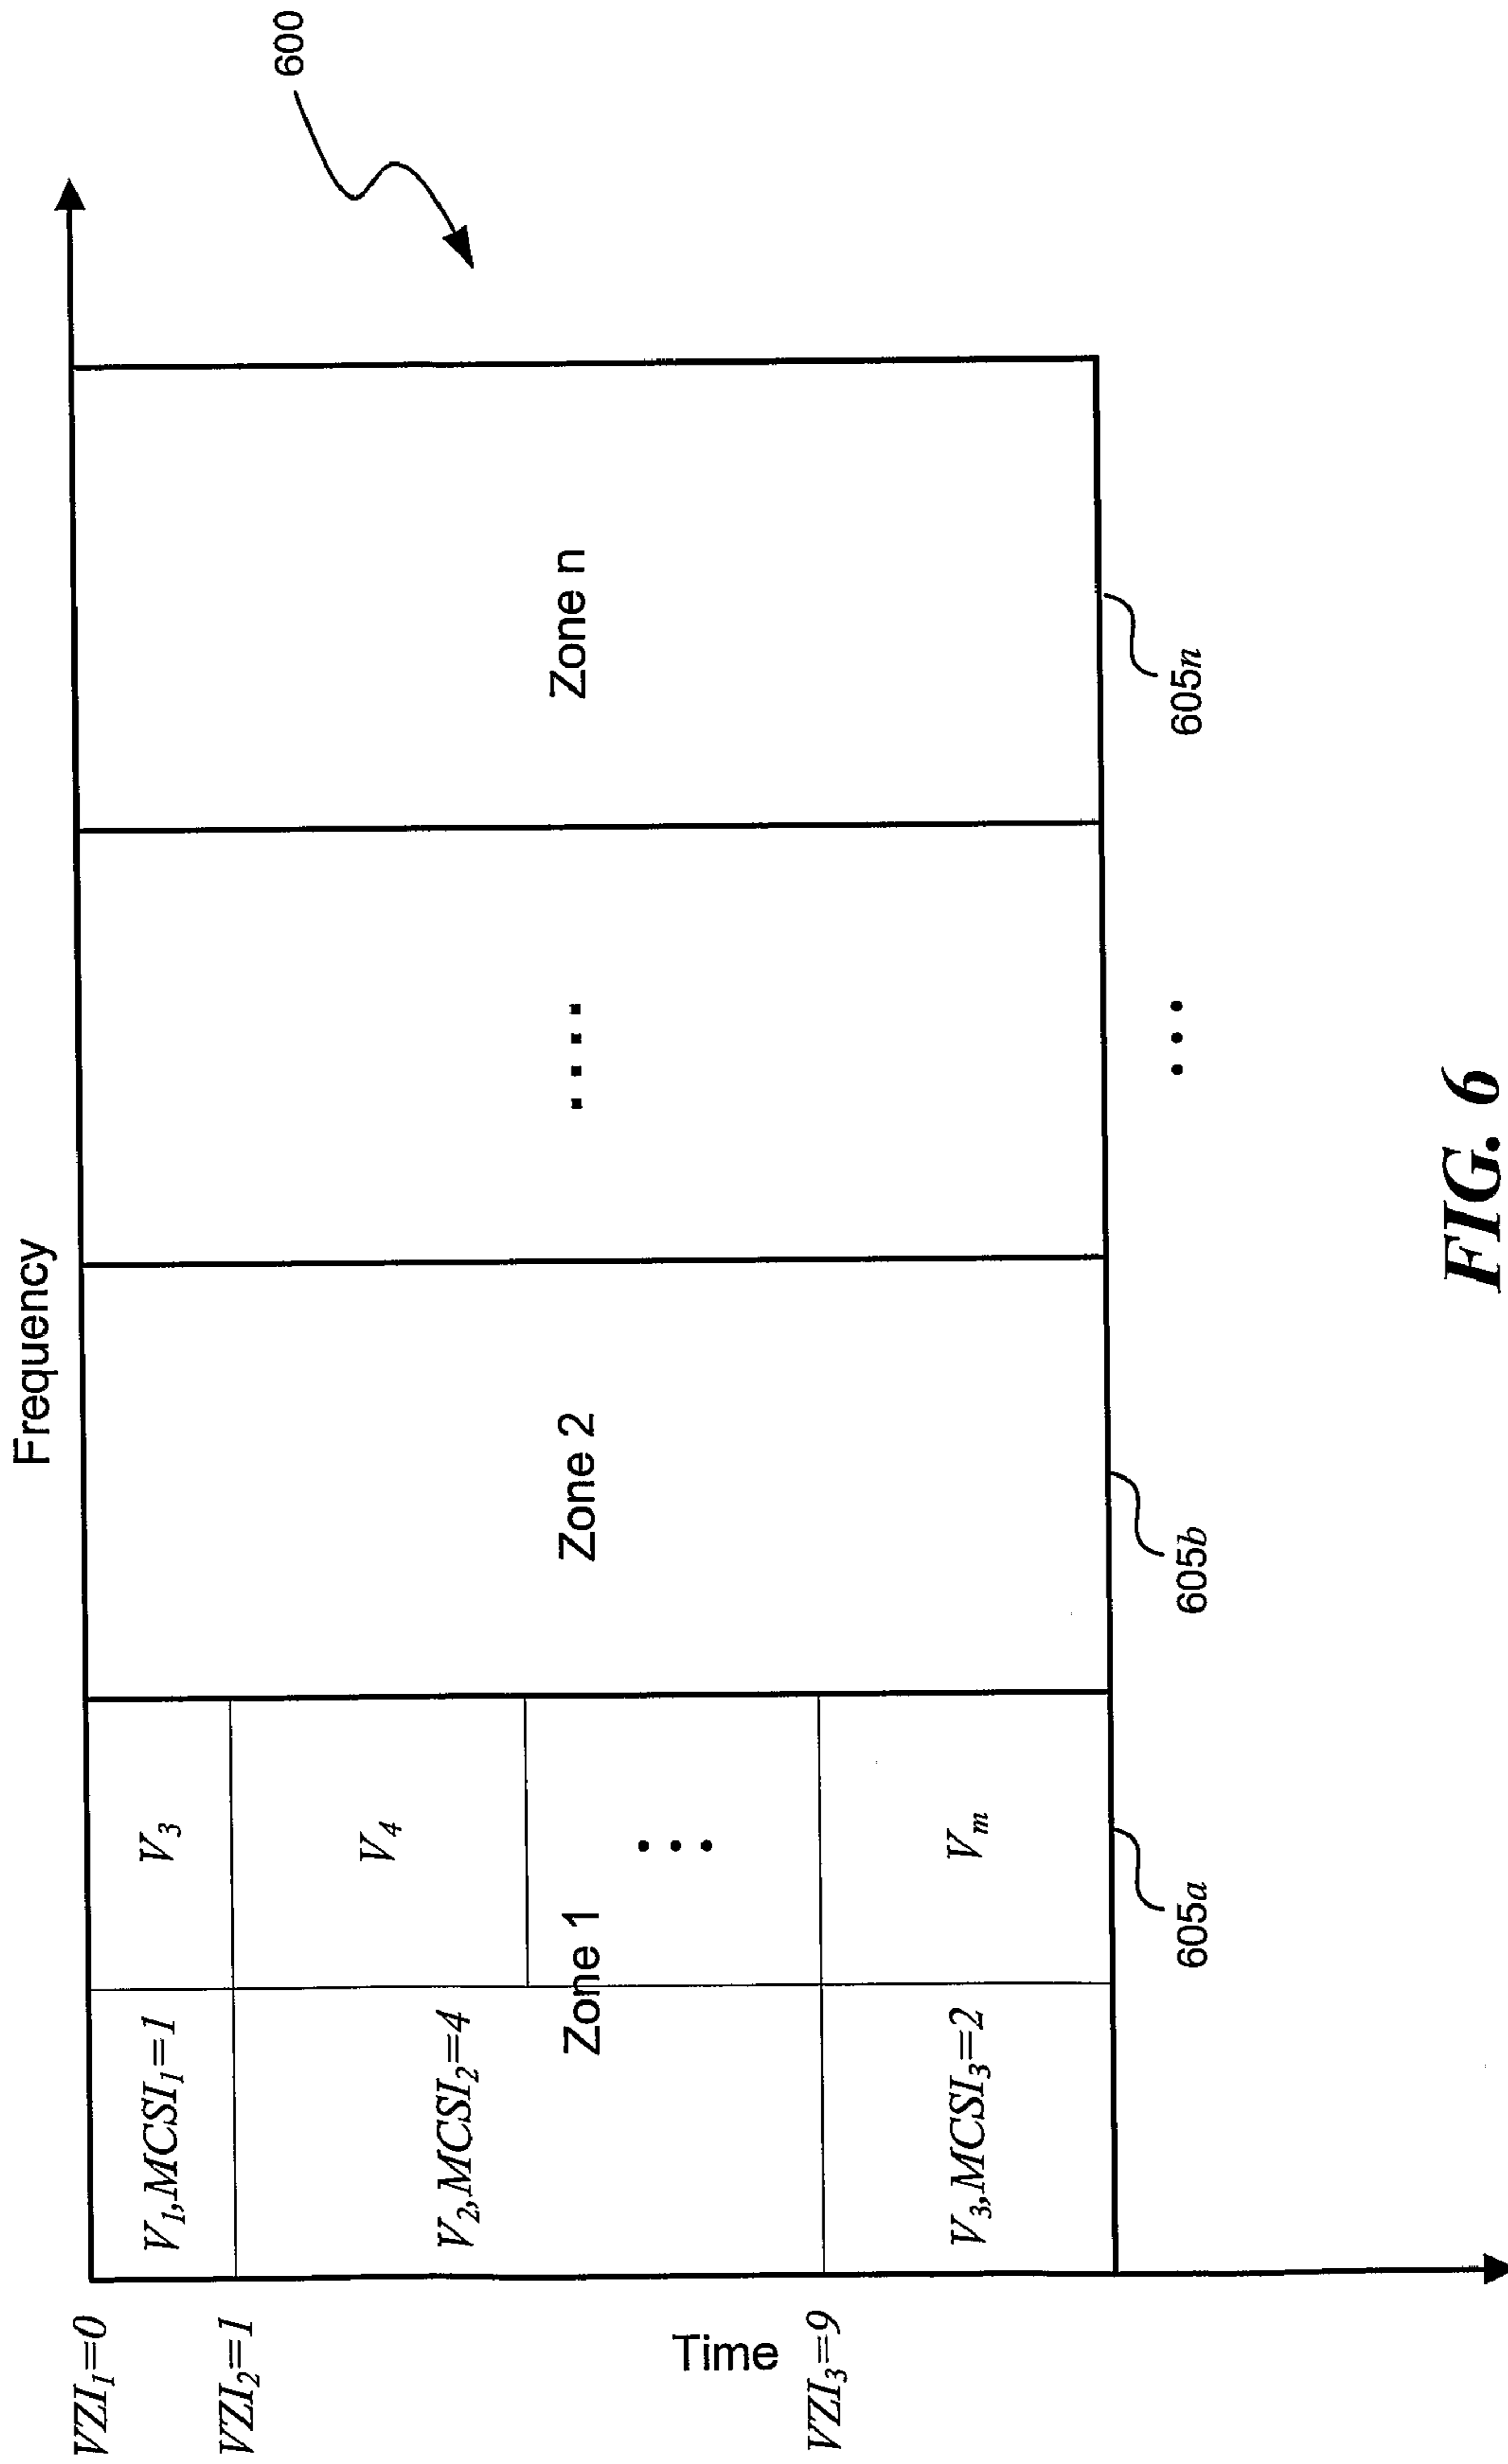 Frequency
600
VZI₁=0
V₁,MCSI₁=1
V₃
VZI₂=1
V₂,MCSI₂=4
V₄
Zone 1
Zone 2
. . . .
Zone n
Time
...
VZI₃=9
V₃,MCSI₃=2
Vₘ
605a
605b
...
605n
FIG. 6